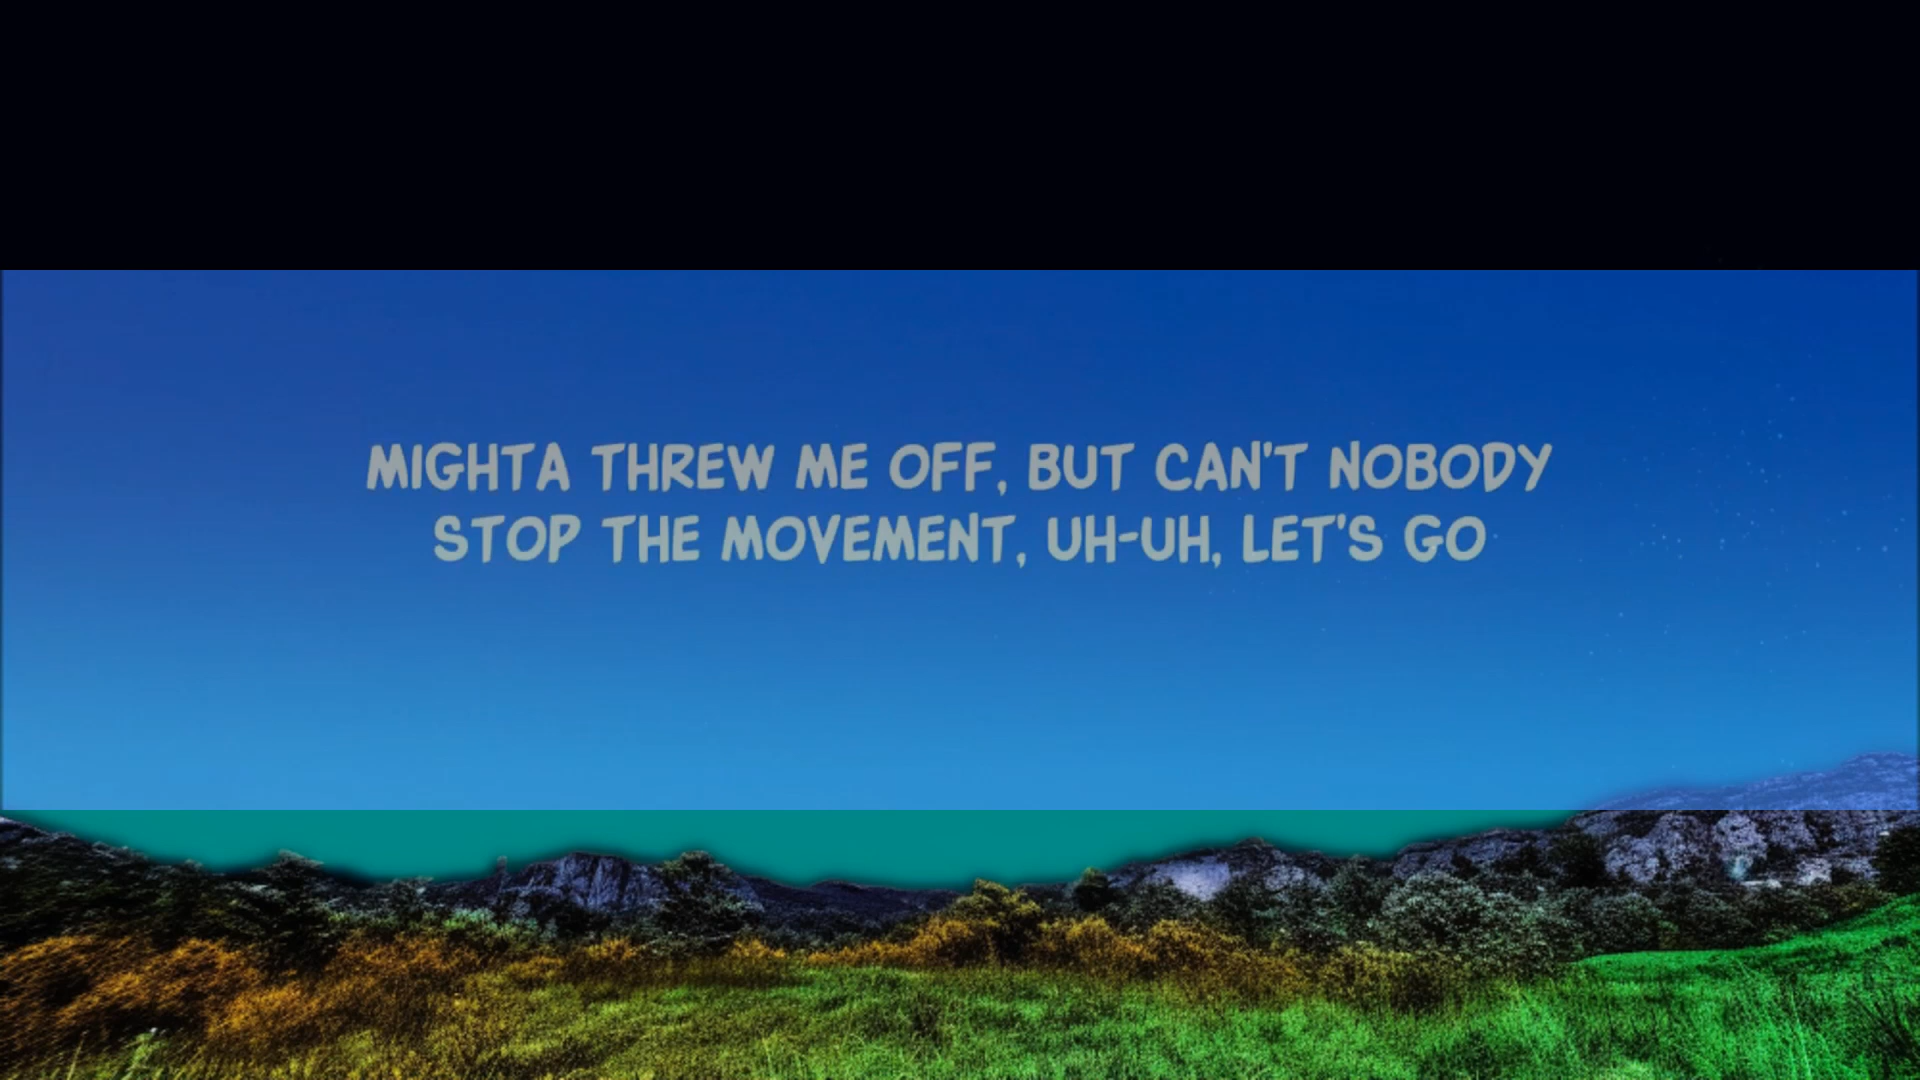 MIGHTA THREW ME OFF, BUT CAN'T NOBODY
STOP THE MOVEMENT, UH-UH, LET'S GO